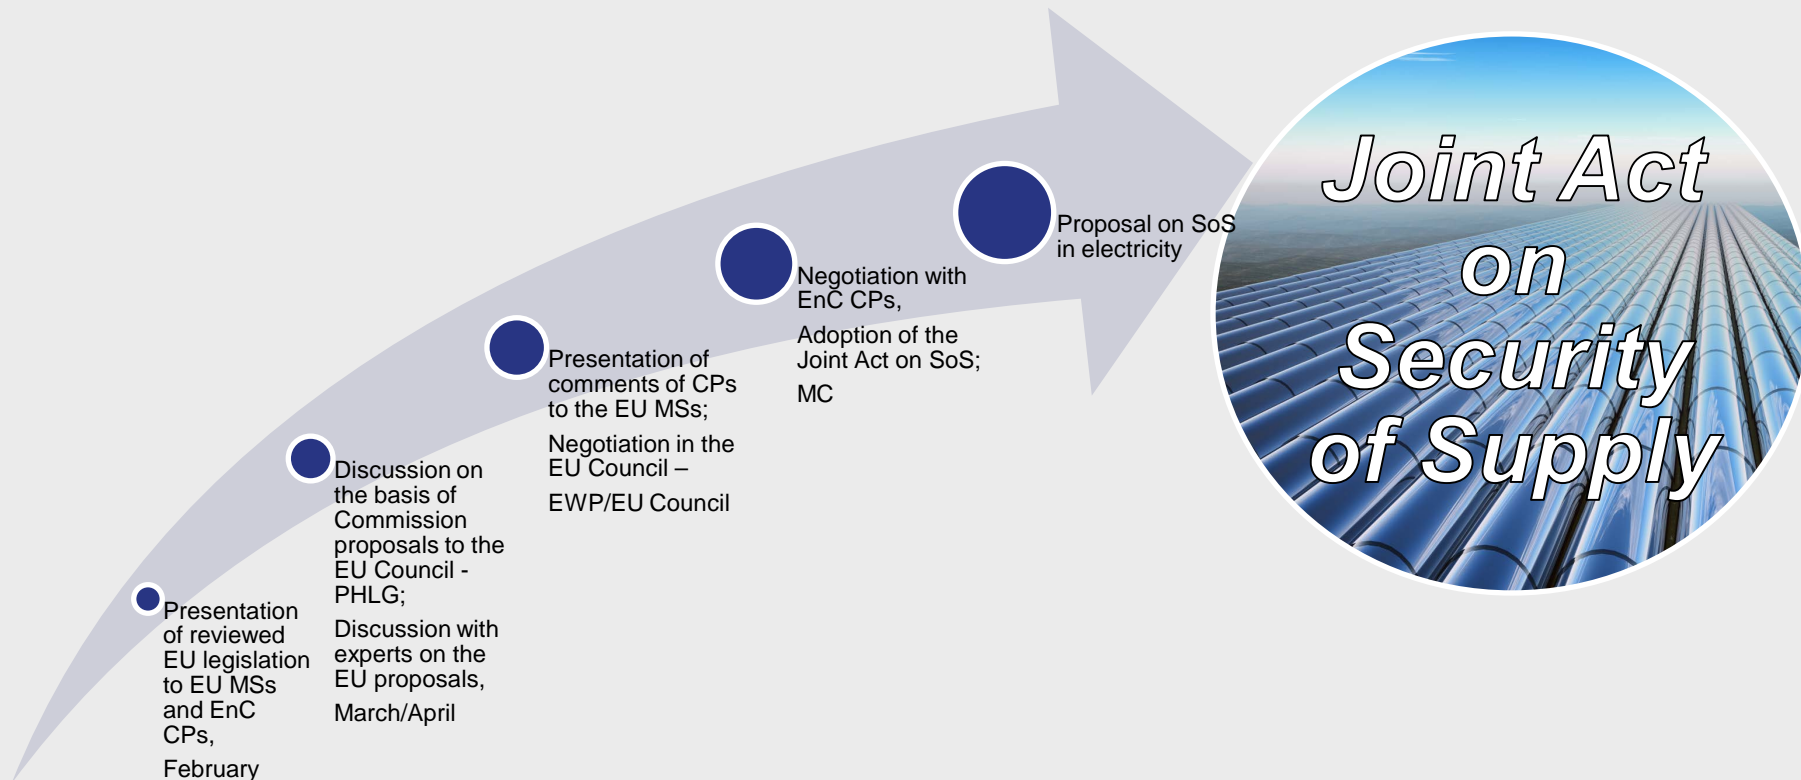 Presentation
of reviewed
EU legislation
to EU MSs
and EnC
CPs,
February
Discussion on
the basis of
Commission
proposals to the
EU Council -
PHLG;
Discussion with
experts on the
EU proposals,
March/April
Presentation of
comments of CPs
to the EU MSs;
Negotiation in the
EU Council –
EWP/EU Council
Negotiation with
EnC CPs,
Adoption of the
Joint Act on SoS;
MC
Proposal on SoS
in electricity
Joint Act
on
Security
of Supply